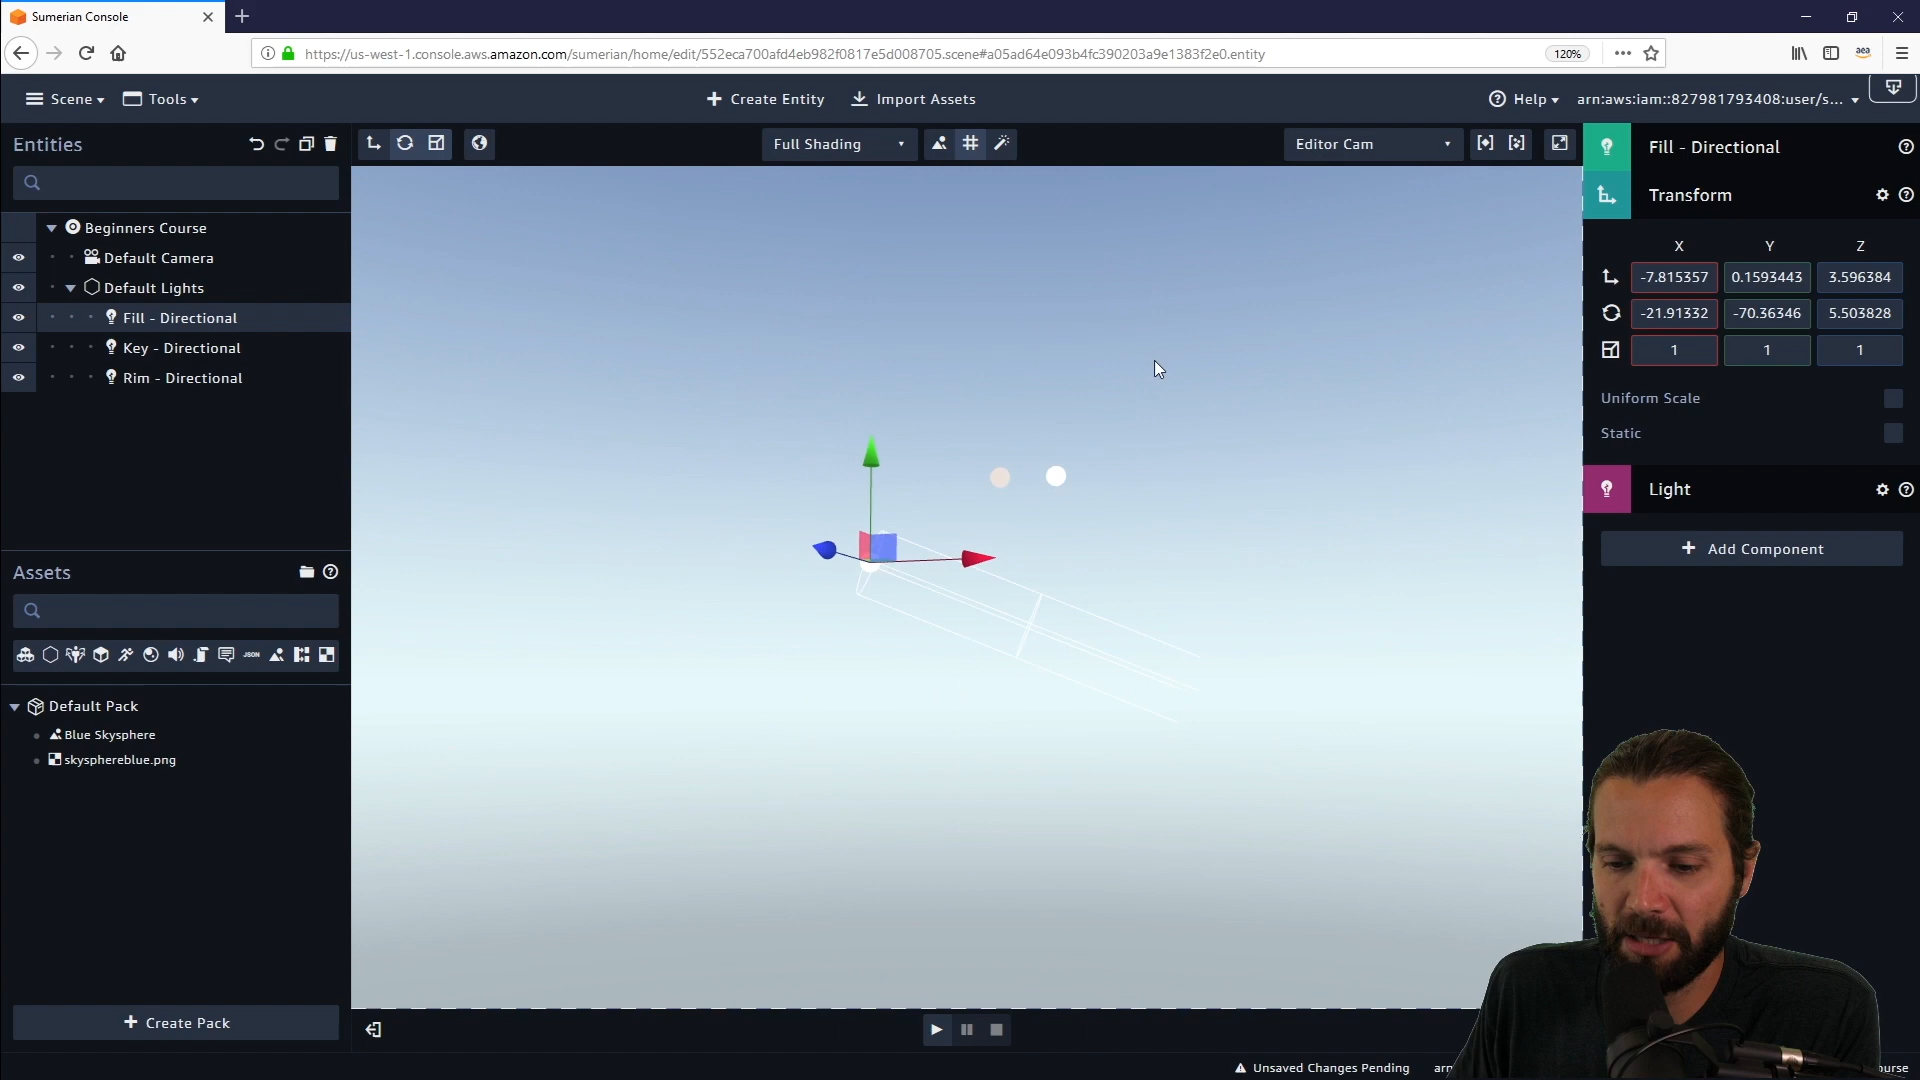 Sumerian Console
https://us-west-1.console.aws.amazon.com/sumerian/home/edit/552eca700afd4eb982f0817e5d008705.scene#a05ad64e093b4fc390203a9e1383f2e0.entity
120%
aea
Scene
Tools
Create Entity
Import Assets
Help
arn:aws:iam::827981793408:user/s...
Entities
Full Shading
Editor Cam
Fill - Directional
Transform
Beginners Course
Default Camera
Default Lights
Fill - Directional
Key - Directional
Rim - Directional
X Y Z
-7.815357 0.1593443 3.596384
-21.91332 -70.36346 5.503828
1 1 1
Uniform Scale
Static
Light
Add Component
Assets
JSON
Default Pack
Blue Skysphere
skysphereblue.png
Create Pack
Unsaved Changes Pending
arn
ourse